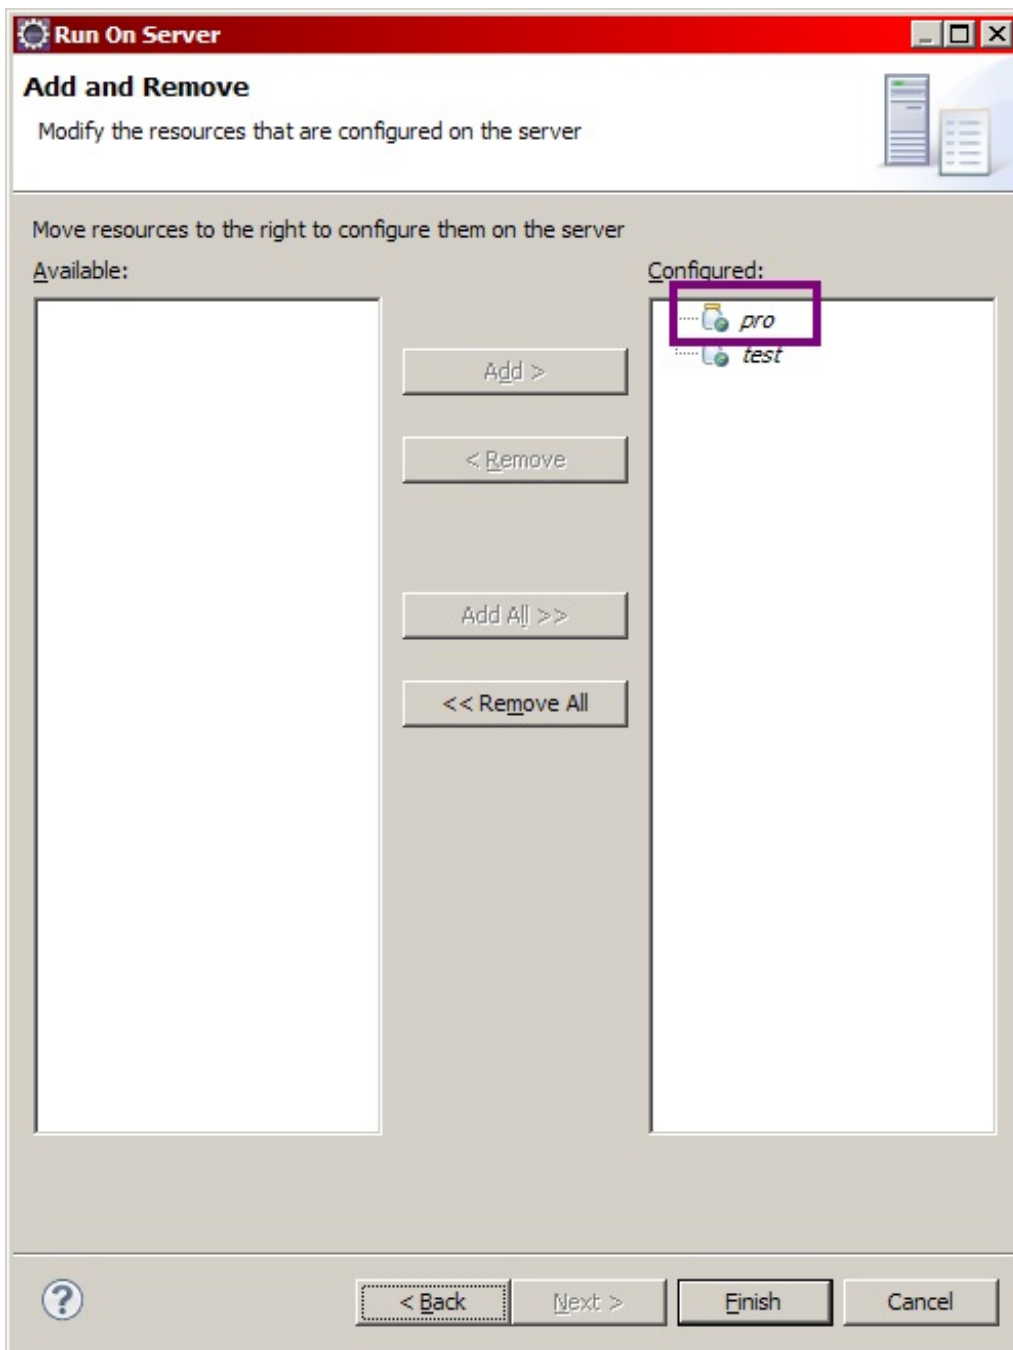 Run On Server
Add and Remove
Modify the resources that are configured on the server
Move resources to the right to configure them on the server
Available:
Configured:
pro
test
Add >
< Remove
Add All >>
<< Remove All
?
< Back
Next >
Finish
Cancel